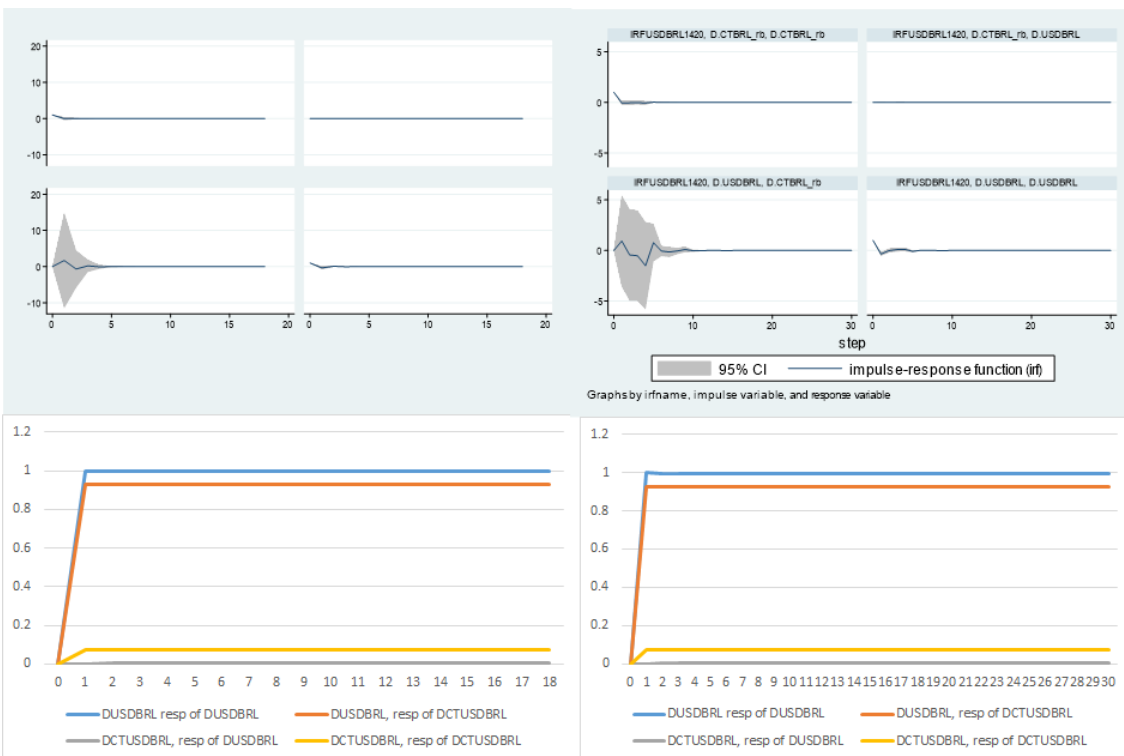 20
10
0
-10
20
10
0
-10
0 5 10 15 20 0 5 10 15 20
IRFUSDBRL1420, D.CTBRL_rb, D.CTBRL_rb IRFUSDBRL1420, D.CTBRL_rb, D.USDBRL
5
0
-5
IRFUSDBRL1420, D.USDBRL, D.CTBRL_rb IRFUSDBRL1420, D.USDBRL, D.USDBRL
5
0
-5
0 10 20 30 0 10 20 30
step
95% CI impulse-response function (irf)
Graphs by irfname, impulse variable, and response variable
1.2
1
0.8
0.6
0.4
0.2
0
0 1 2 3 4 5 6 7 8 9 10 11 12 13 14 15 16 17 18
DUSDBRL resp of DUSDBRL DUSDBRL, resp of DCTUSDBRL
DCTUSDBRL, resp of DUSDBRL DCTUSDBRL, resp of DCTUSDBRL
1.2
1
0.8
0.6
0.4
0.2
0
0 1 2 3 4 5 6 7 8 9 10 11 12 13 14 15 16 17 18 19 20 21 22 23 24 25 26 27 28 29 30
DUSDBRL resp of DUSDBRL DUSDBRL, resp of DCTUSDBRL
DCTUSDBRL, resp of DUSDBRL DCTUSDBRL, resp of DCTUSDBRL